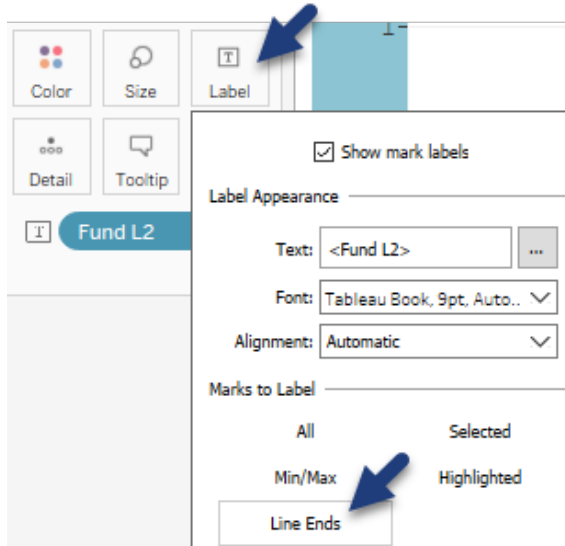 Color Size Label
Detail Tooltip
T Fund L2
Show mark labels
Label Appearance
Text: <Fund L2> ...
Font: Tableau Book, 9pt, Auto..
Alignment: Automatic
Marks to Label
All Selected
Min/Max Highlighted
Line Ends